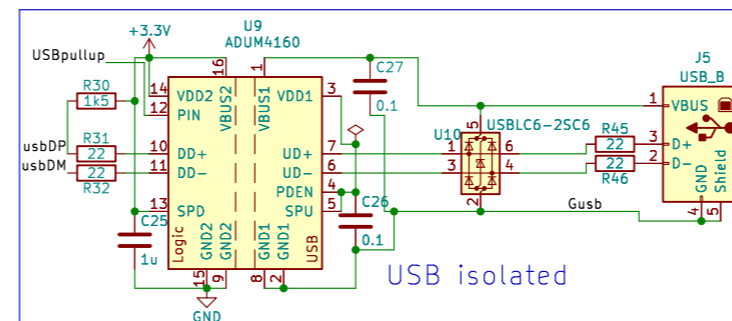 +3.3V
U9
ADUM4160
USBpullup
R30
1k5
usbDP
R31
22
usbDM
22
R32
C25
1u
14
12
10
11
13
16
1
VDD2
PIN
DD+
DD-
SPD
Logic
VBUS2
VBUS1
GND2
GND2
GND1
GND1
VDD1
UD+
UD-
PDEN
SPU
USB
3
7
6
4
5
15
9
8
2
GND
C27
0.1
C26
0.1
U10
USBLC6-2SC6
5
1
3
6
4
2
R45
22
22
R46
Gusb
J5
USB_B
1
3
2
VBUS
D+
D-
GND
Shield
4
5
USB isolated